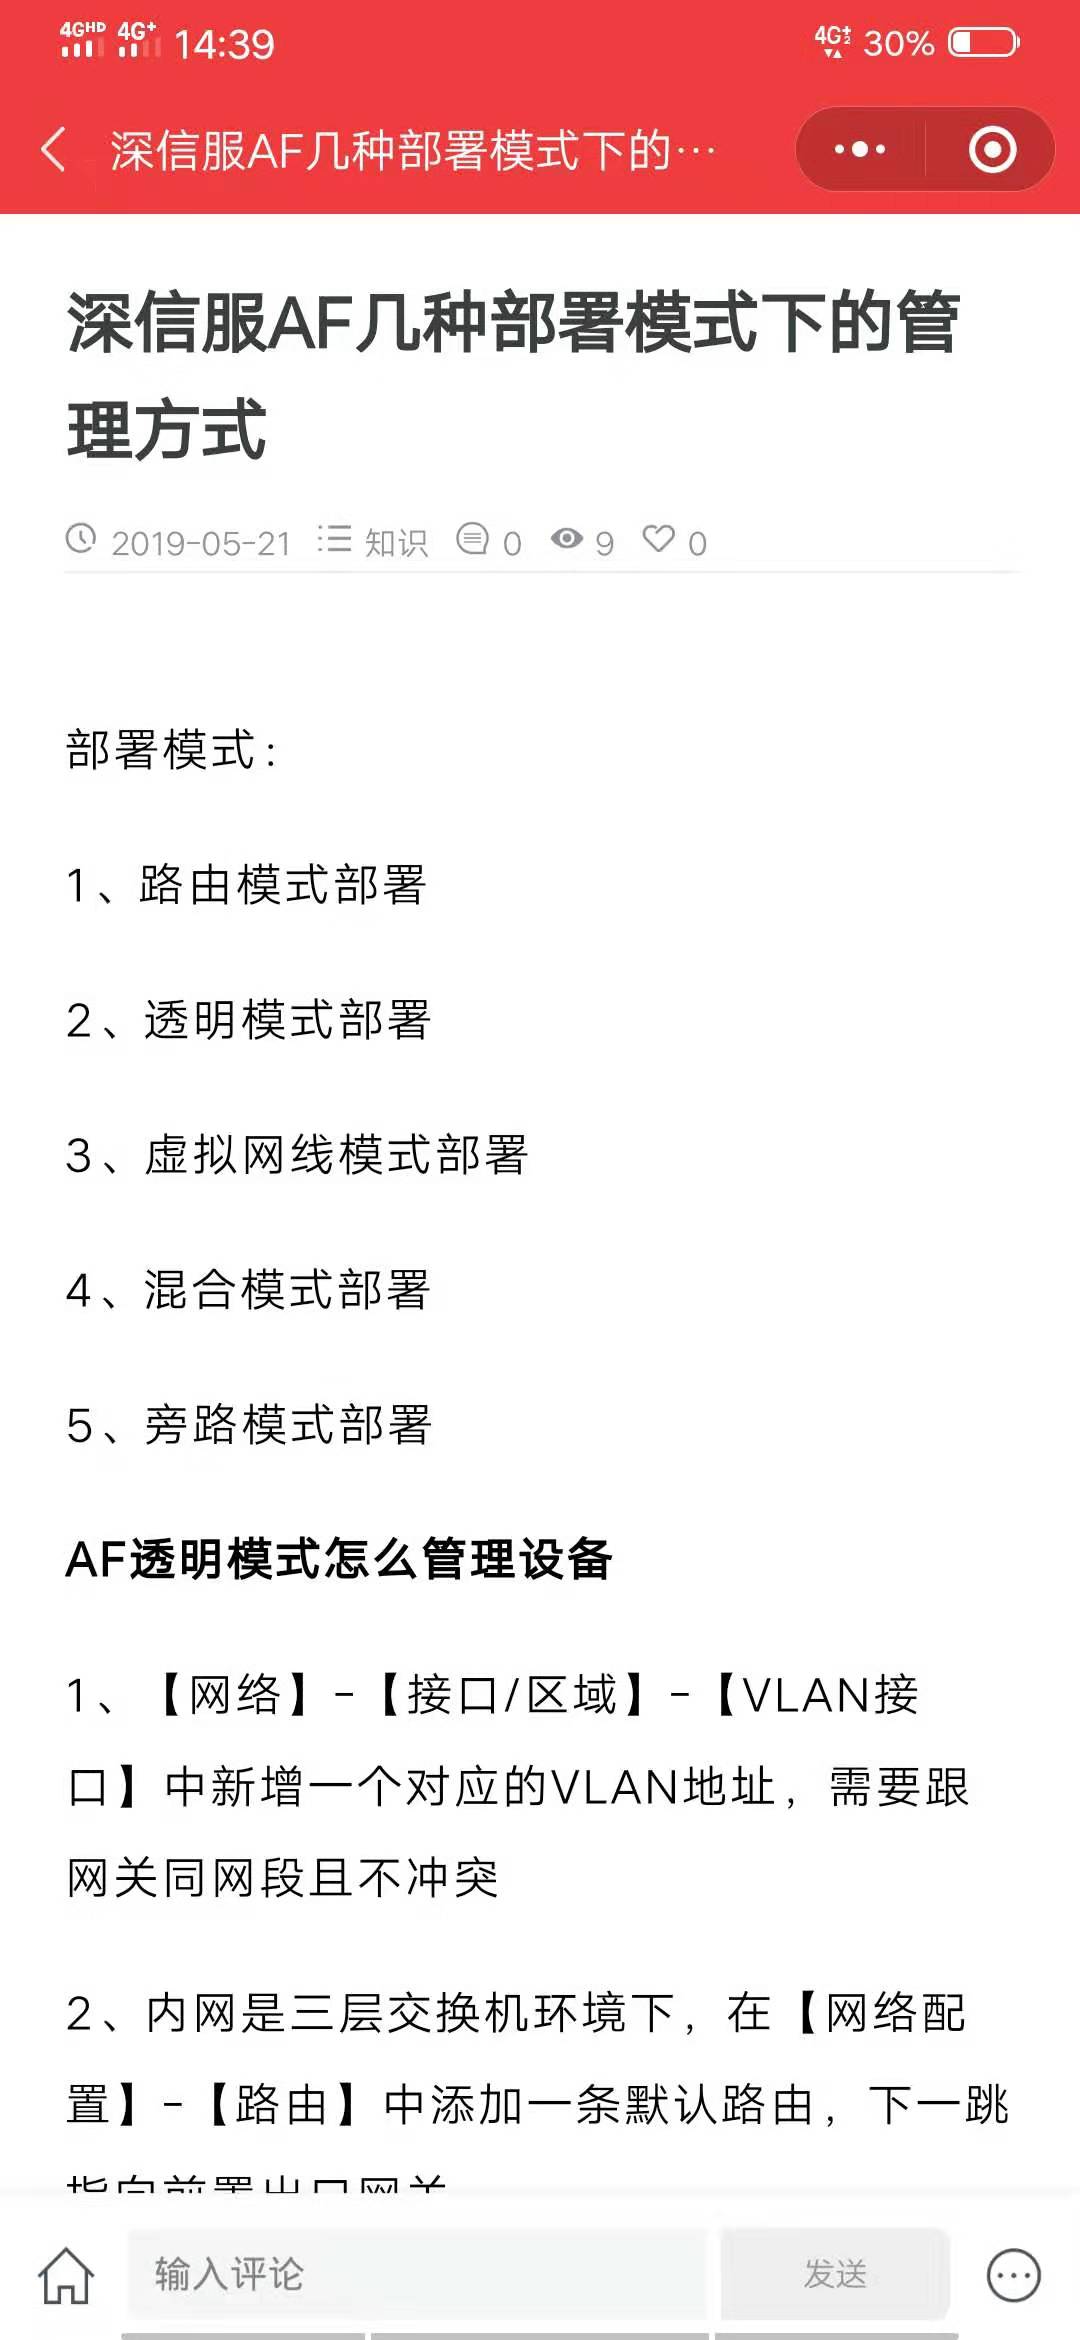 4GHD 4G+ 14:39 4G+2 30%
深信服AF几种部署模式下的…
深信服AF几种部署模式下的管
理方式
2019-05-21 知识 0 9 0
部署模式：
1、路由模式部署
2、透明模式部署
3、虚拟网线模式部署
4、混合模式部署
5、旁路模式部署
AF透明模式怎么管理设备
1、【网络】-【接口/区域】-【VLAN接
口】中新增一个对应的VLAN地址，需要跟
网关同网段且不冲突
2、内网是三层交换机环境下，在【网络配
置】-【路由】中添加一条默认路由，下一跳
指向前置出口网关
输入评论 发送